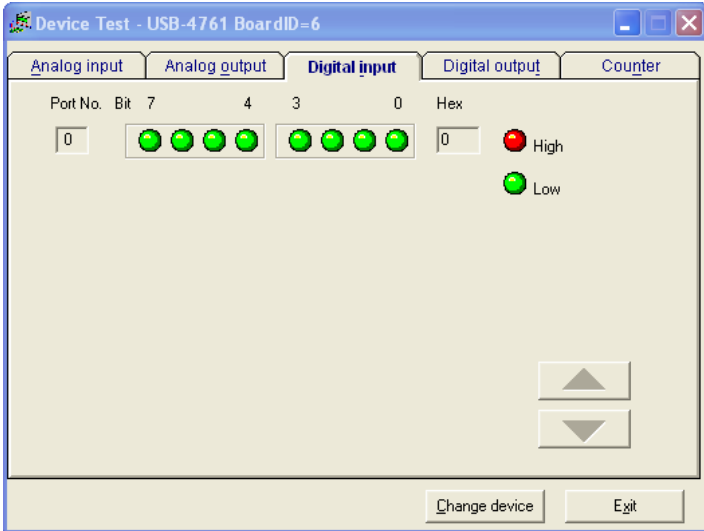 Device Test - USB-4761 BoardID=6
Analog input Analog output Digital input Digital output Counter
Port No. Bit 7 4 3 0 Hex
0 0 High
Low
Change device Exit